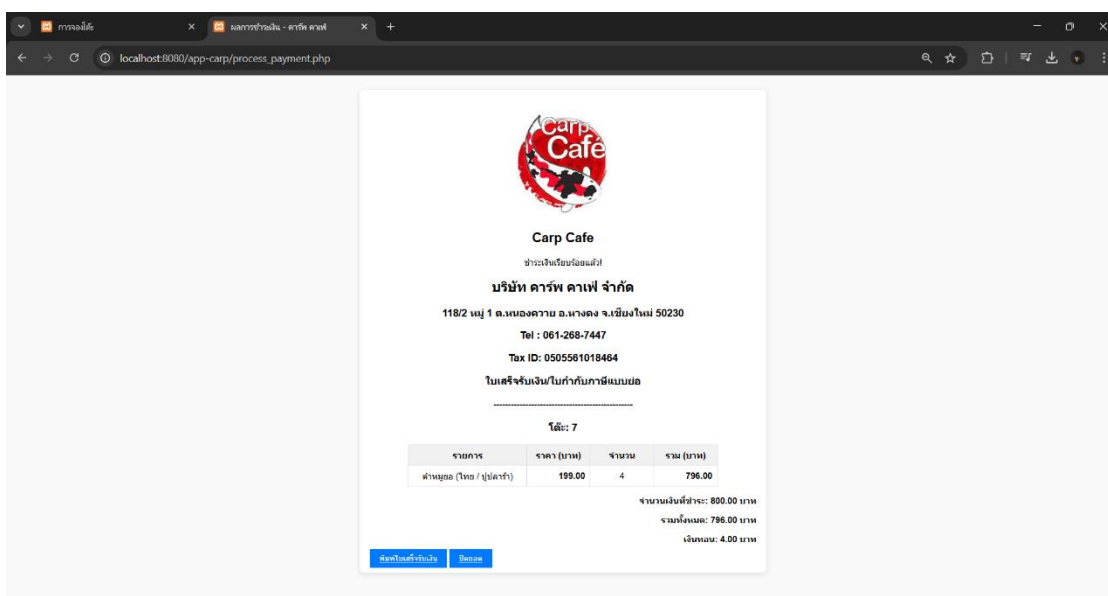 การจองโต๊ะ
ผลการชำระเงิน - คาร์พ คาเฟ่
localhost:8080/app-carp/process_payment.php
Carp
Café
Carp Cafe
ชำระเงินเรียบร้อยแล้ว!
บริษัท คาร์พ คาเฟ่ จำกัด
118/2 หมู่ 1 ต.หนองควาย อ.หางดง จ.เชียงใหม่ 50230
Tel : 061-268-7447
Tax ID: 0505561018464
ใบเสร็จรับเงิน/ใบกำกับภาษีแบบย่อ
------------------------------------------------
โต๊ะ: 7
รายการ ราคา (บาท) จำนวน รวม (บาท)
ตำหมูยอ (ไทย / ปูปลาร้า) 199.00 4 796.00
จำนวนเงินที่ชำระ: 800.00 บาท
รวมทั้งหมด: 796.00 บาท
เงินทอน: 4.00 บาท
พิมพ์ใบเสร็จรับเงิน ปิดยอด